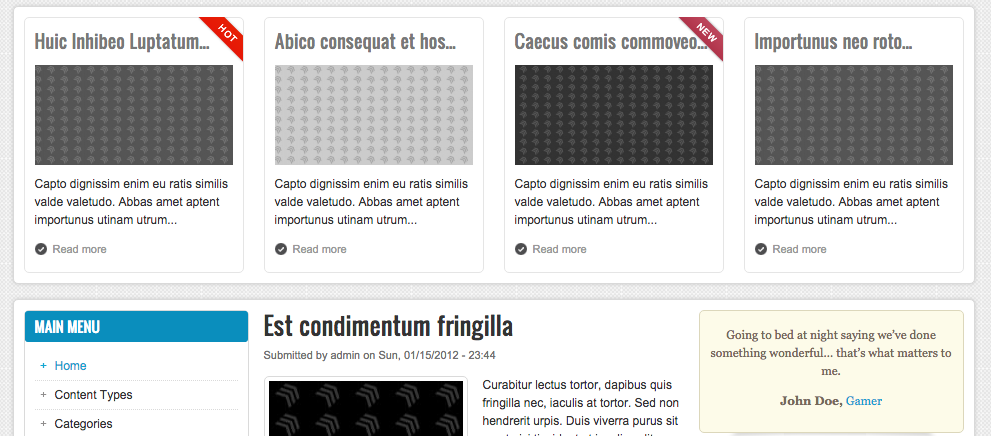 Huic Inhibeo Luptatum...
HOT
Capto dignissim enim eu ratis similis
valde valetudo. Abbas amet aptent
importunus utinam utrum...
Read more
Abico consequat et hos...
Capto dignissim enim eu ratis similis
valde valetudo. Abbas amet aptent
importunus utinam utrum...
Read more
Caecus comis commoveo...
NEW
Capto dignissim enim eu ratis similis
valde valetudo. Abbas amet aptent
importunus utinam utrum...
Read more
Importunus neo roto...
Capto dignissim enim eu ratis similis
valde valetudo. Abbas amet aptent
importunus utinam utrum...
Read more
MAIN MENU
+ Home
+ Content Types
+ Categories
Est condimentum fringilla
Submitted by admin on Sun, 01/15/2012 - 23:44
Curabitur lectus tortor, dapibus quis
fringilla nec, iaculis at tortor. Sed non
hendrerit urpis. Duis viverra purus sit
Going to bed at night saying we've done
something wonderful... that's what matters to
me.
John Doe, Gamer